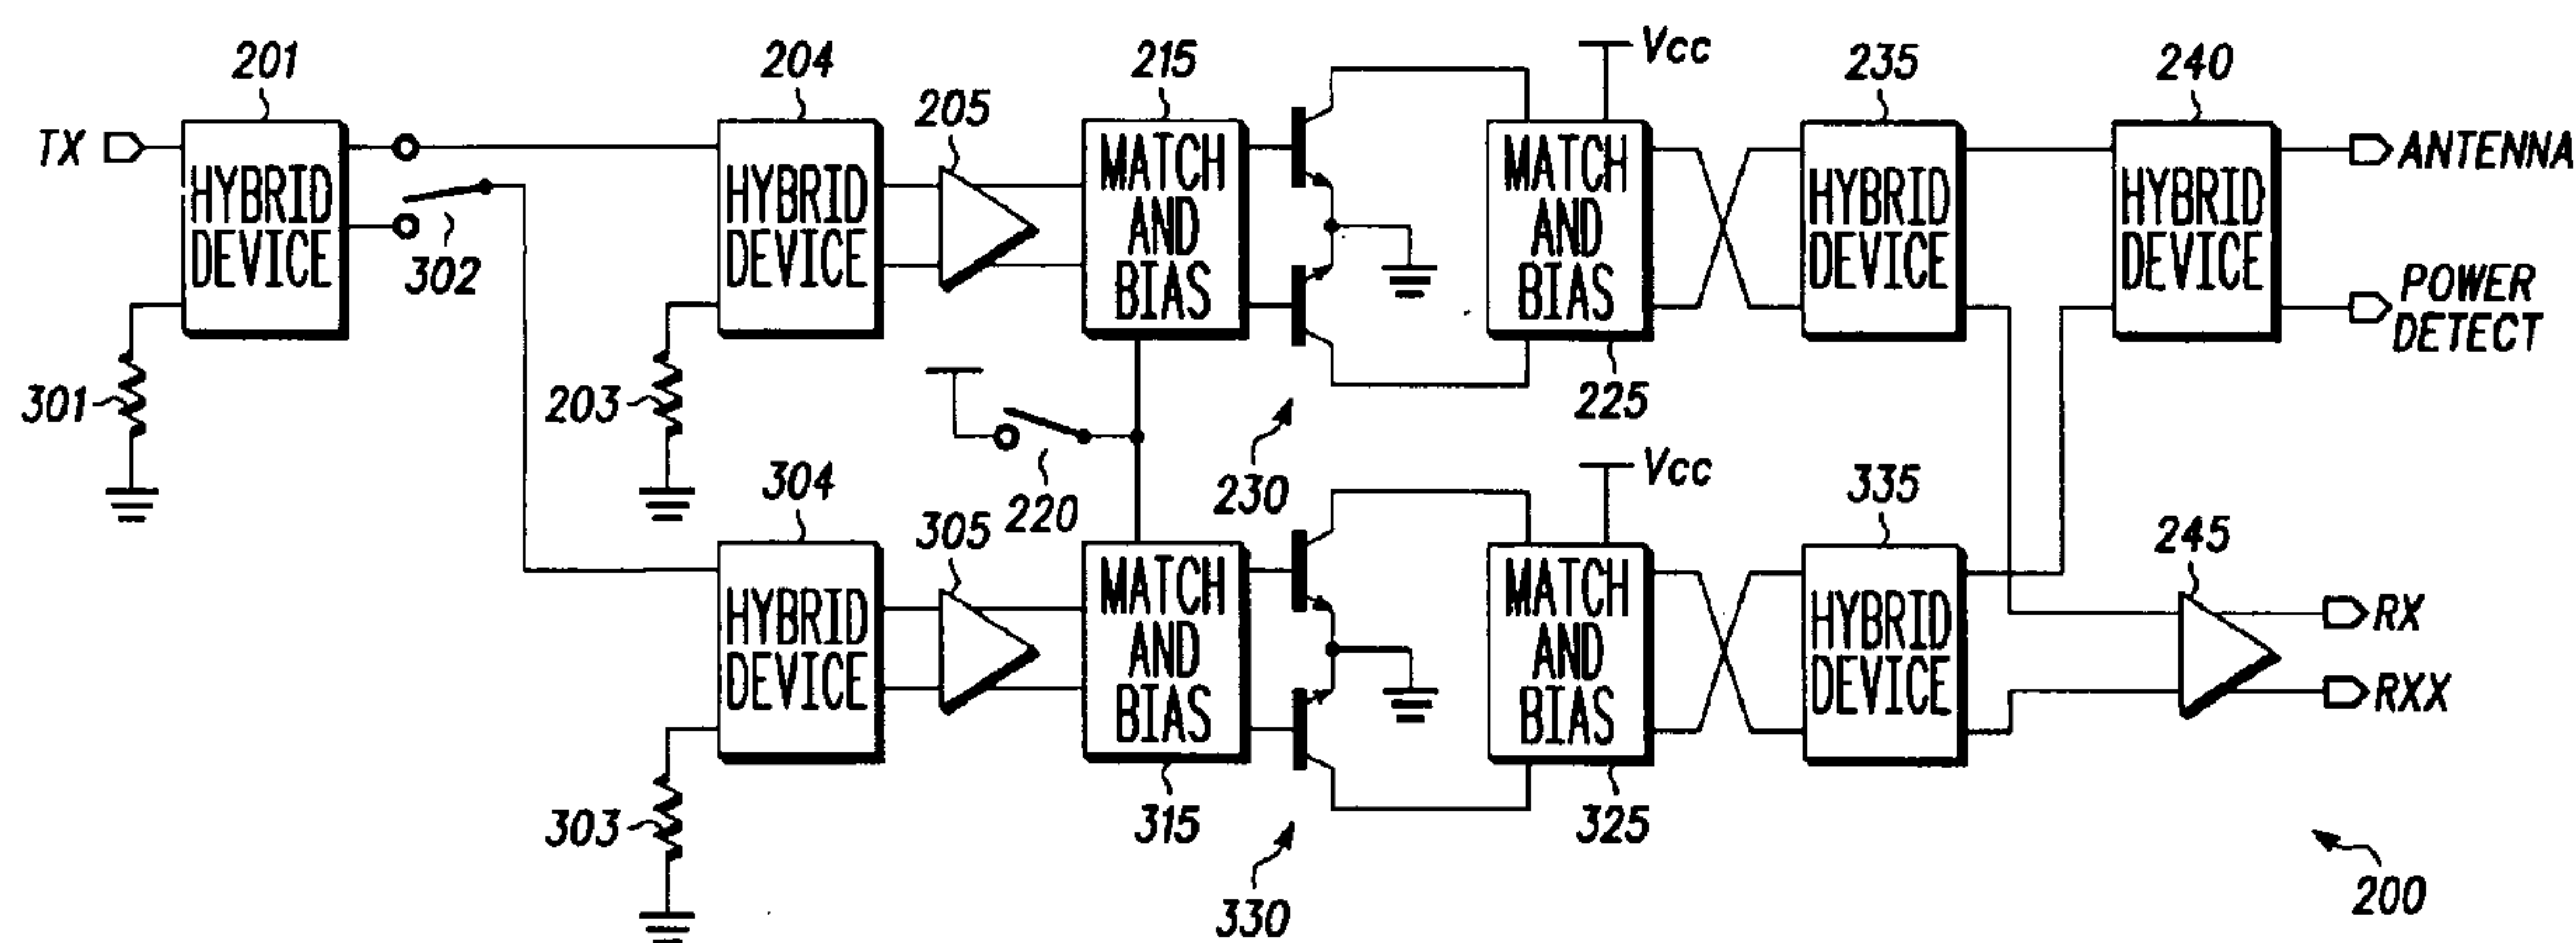 201
204
215
Vcc
235
240
205
TX
HYBRID
DEVICE
302
HYBRID
DEVICE
MATCH
AND
BIAS
MATCH
AND
BIAS
HYBRID
DEVICE
HYBRID
DEVICE
ANTENNA
POWER
DETECT
301
203
225
220
230
304
305
Vcc
335
245
HYBRID
DEVICE
MATCH
AND
BIAS
MATCH
AND
BIAS
HYBRID
DEVICE
RX
RXX
303
315
330
325
200